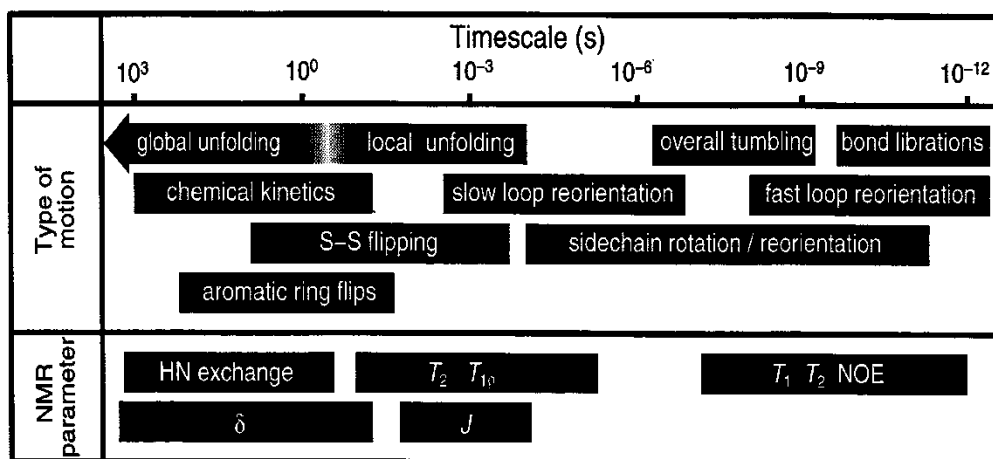 Timescale (s)
10³ 10⁰ 10⁻³ 10⁻⁶ 10⁻⁹ 10⁻¹²
Type of motion
global unfolding local unfolding overall tumbling bond librations
chemical kinetics slow loop reorientation fast loop reorientation
S–S flipping sidechain rotation / reorientation
aromatic ring flips
NMR parameter
HN exchange T₂ T₁ρ T₁ T₂ NOE
δ J